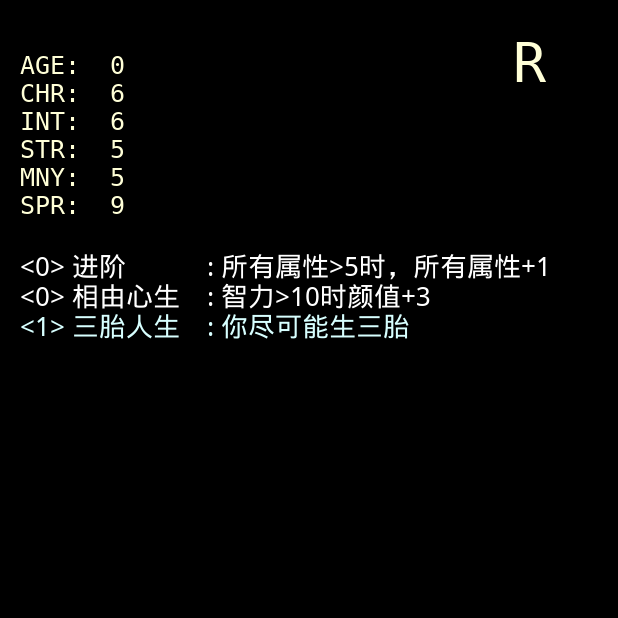 R
AGE: 0
CHR: 6
INT: 6
STR: 5
MNY: 5
SPR: 9
<0> 进阶 : 所有属性>5时，所有属性+1
<0> 相由心生 : 智力>10时颜值+3
<1> 三胎人生 : 你尽可能生三胎